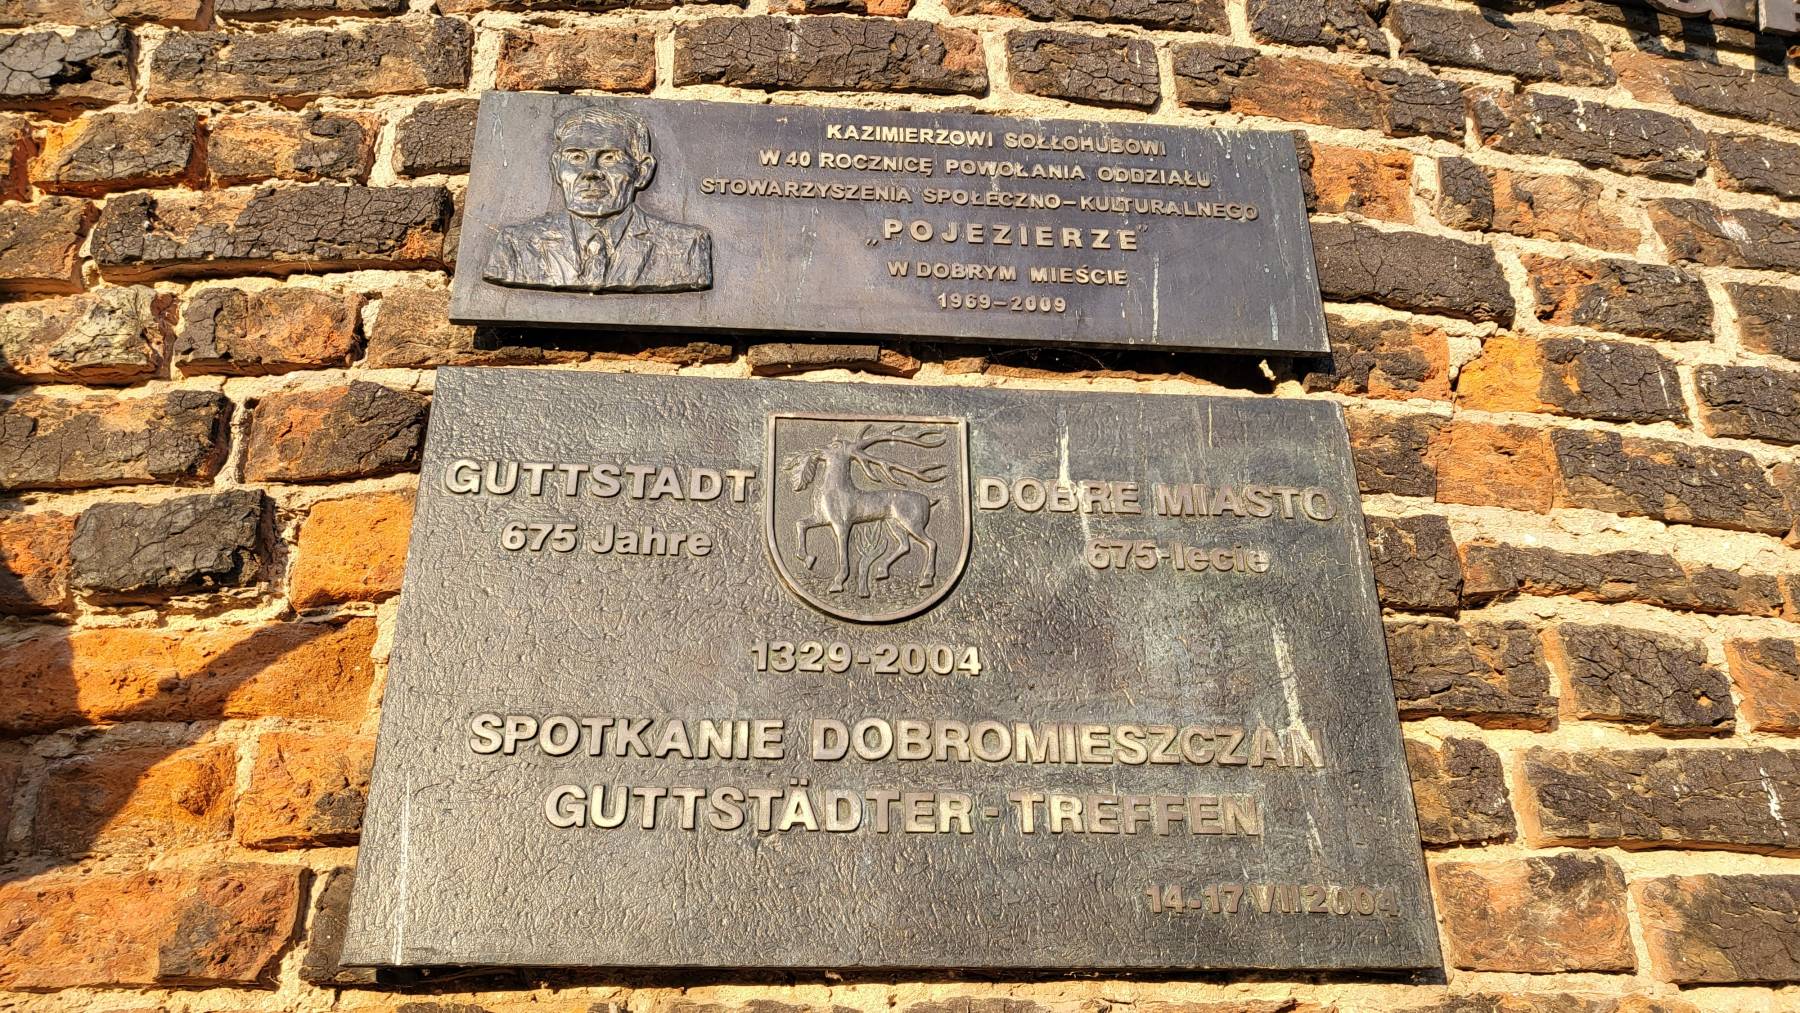 KAZIMIERZOWI SOŁŁOHUBOWI
W 40 ROCZNICĘ POWOŁANIA ODDZIAŁU
STOWARZYSZENIA SPOŁECZNO–KULTURALNEGO
„POJEZIERZE”
W DOBRYM MIEŚCIE
1969–2009
GUTTSTADT
675 Jahre
DOBRE MIASTO
675-lecie
1329-2004
SPOTKANIE DOBROMIESZCZAN
GUTTSTÄDTER - TREFFEN
14-17 VII 2004